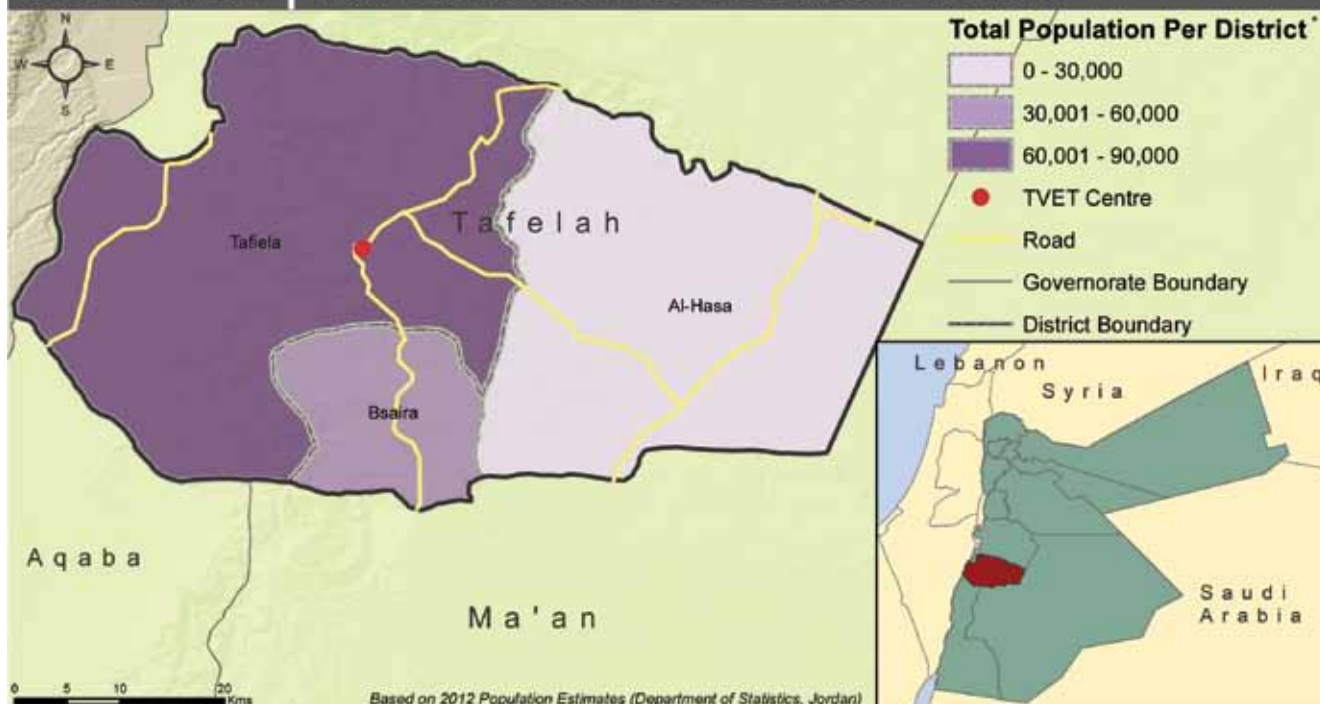 N
W E
S
Total Population Per District *
0 - 30,000
30,001 - 60,000
60,001 - 90,000
TVET Centre
Road
Governorate Boundary
District Boundary
Tafelah
Tafiela
Al-Hasa
Bsaira
Aqaba
Ma'an
Lebanon
Syria
Iraq
Saudi
Arabia
0 5 10 20
Kms
Based on 2012 Population Estimates (Department of Statistics, Jordan)